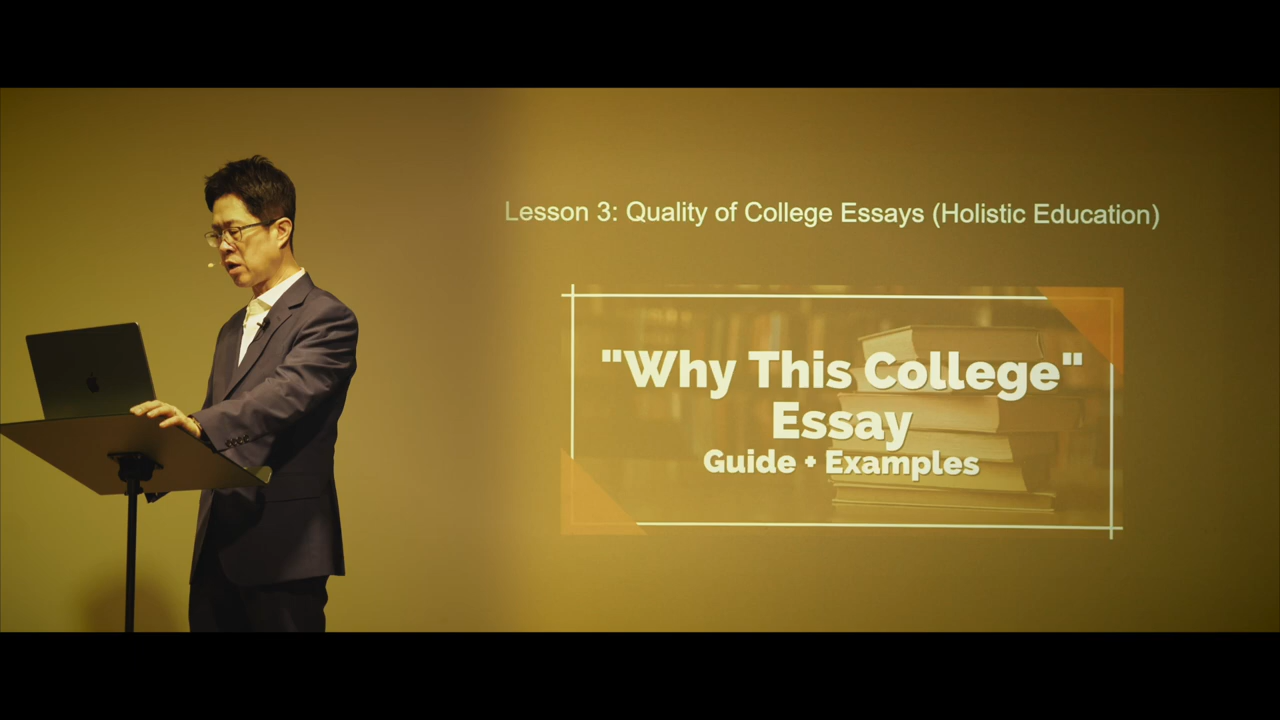 Lesson 3: Quality of College Essays (Holistic Education)
"Why This College"
Essay
Guide + Examples